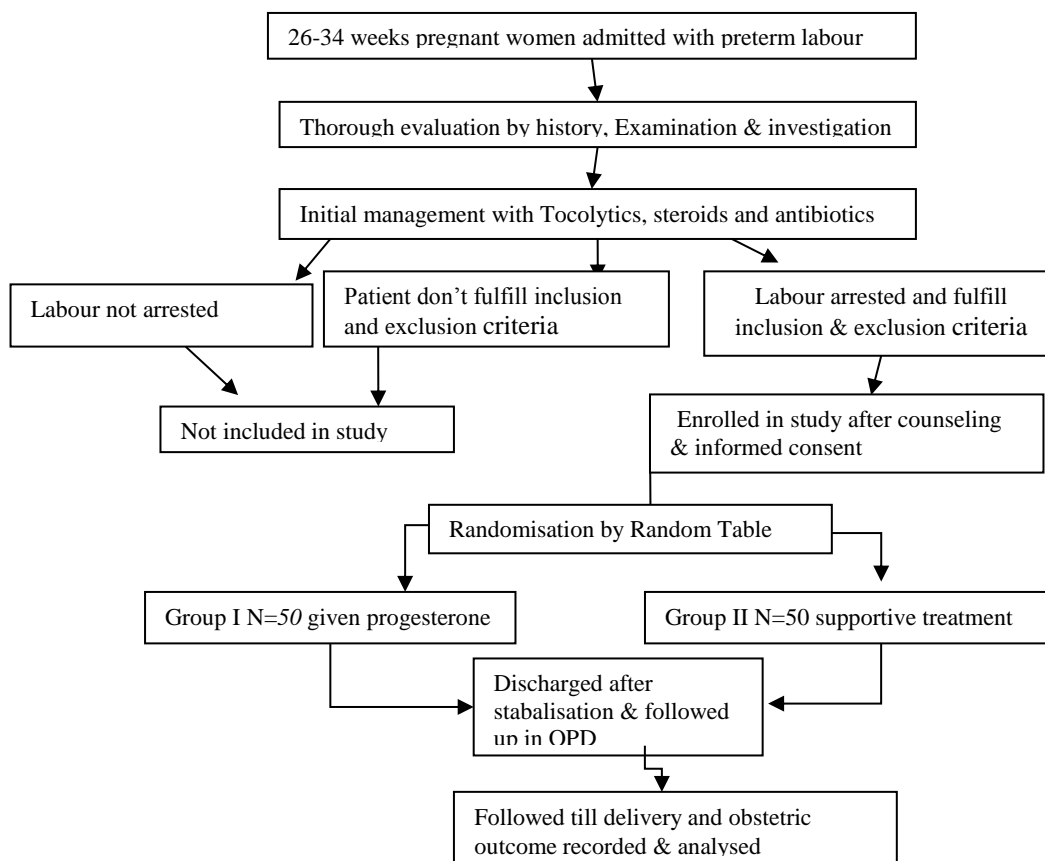 26-34 weeks pregnant women admitted with preterm labour
Thorough evaluation by history, Examination & investigation
Initial management with Tocolytics, steroids and antibiotics
Labour not arrested
Patient don’t fulfill inclusion
and exclusion criteria
Labour arrested and fulfill
inclusion & exclusion criteria
Not included in study
Enrolled in study after counseling
& informed consent
Randomisation by Random Table
Group I N=50 given progesterone
Group II N=50 supportive treatment
Discharged after
stabalisation & followed
up in OPD
Followed till delivery and obstetric
outcome recorded & analysed